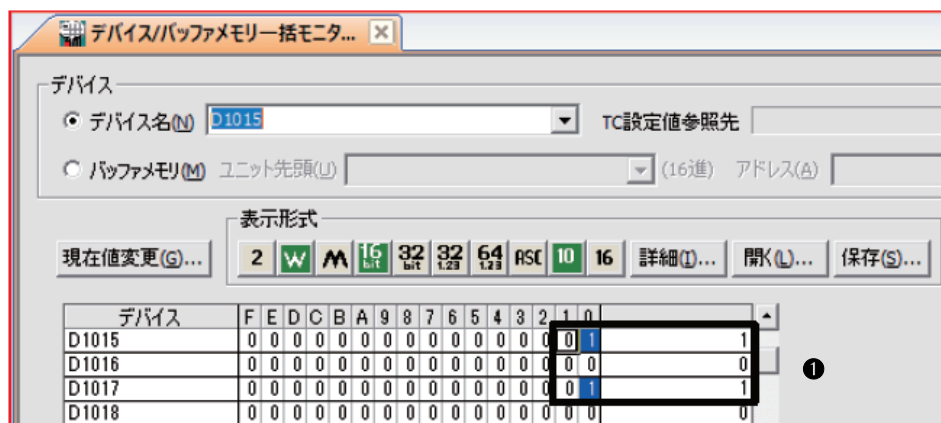 デバイス/バッファメモリ一括モニタ...
デバイス
デバイス名(N) D1015 TC設定値参照先
バッファメモリ(M) ユニット先頭(U) (16進) アドレス(A)
表示形式
現在値変更(G)... 2 W M 16 bit 32 bit 32 1.23 64 1.23 ASC 10 16 詳細(I)... 開く(L)... 保存(S)...
デバイス F E D C B A 9 8 7 6 5 4 3 2 1 0
D1015 0 0 0 0 0 0 0 0 0 0 0 0 0 0 0 1 1
D1016 0 0 0 0 0 0 0 0 0 0 0 0 0 0 0 0 0
D1017 0 0 0 0 0 0 0 0 0 0 0 0 0 0 0 1 1
D1018 0 0 0 0 0 0 0 0 0 0 0 0 0 0 0 0 0
❶